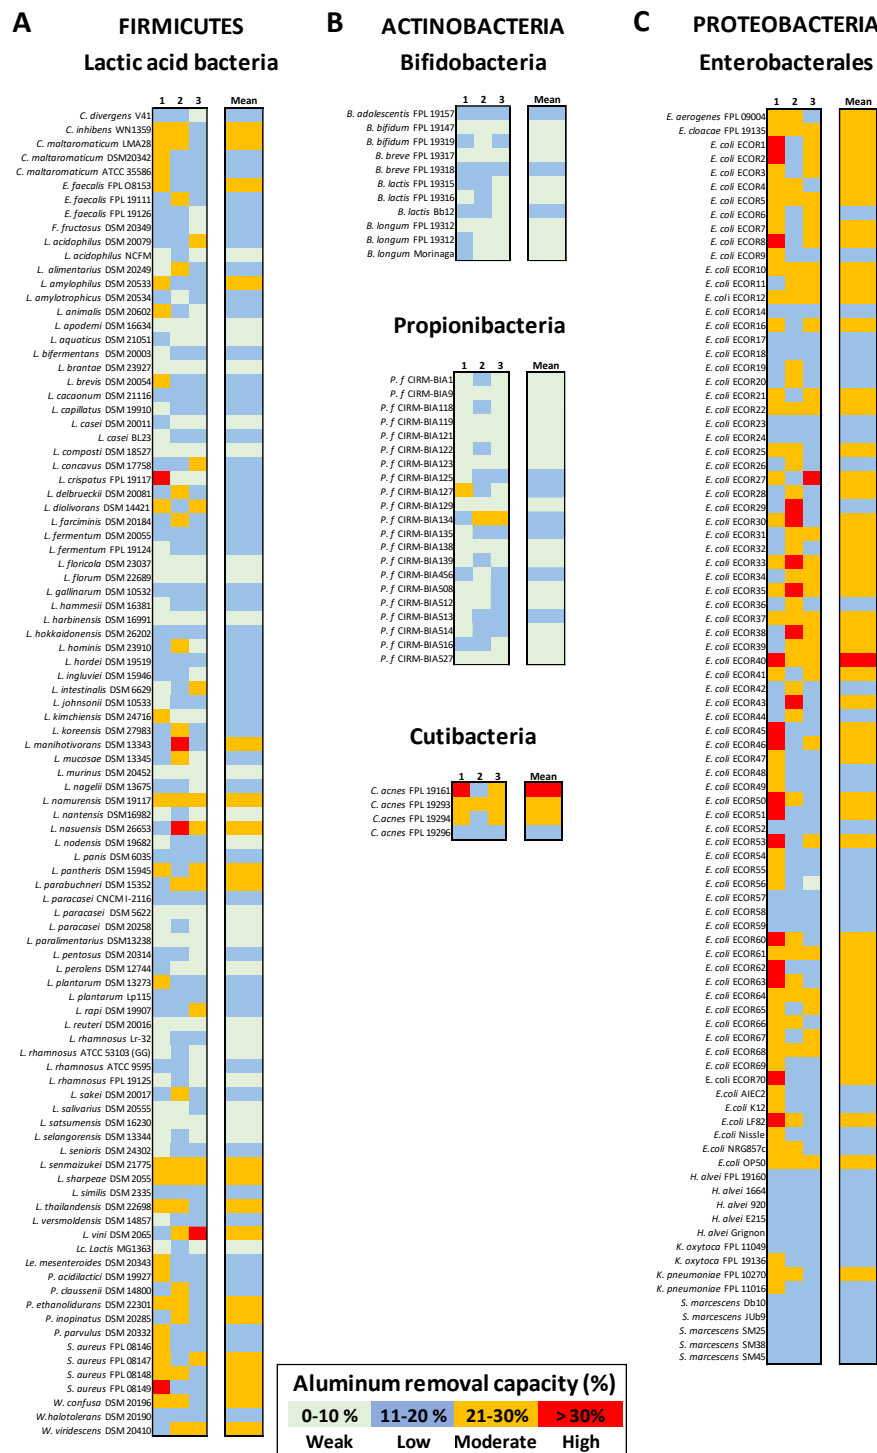 A FIRMICUTES
Lactic acid bacteria
1 2 3 Mean
C. divergens V41
C. inhibens WN1359
C. maltaromaticum LMA28
C. maltaromaticum DSM20342
C. maltaromaticum ATCC 35586
E. faecalis FPL O8153
E. faecalis FPL 19111
E. faecalis FPL 19126
F. fructosus DSM 20349
L. acidophilus DSM 20079
L. acidophilus NCFM
L. alimentarius DSM 20249
L. amylophilus DSM 20533
L. amylotrophicus DSM 20534
L. animalis DSM 20602
L. apodemi DSM 16634
L. aquaticus DSM 21051
L. bifermentans DSM 20003
L. brantae DSM 23927
L. brevis DSM 20054
L. cacaonum DSM 21116
L. capillatus DSM 19910
L. casei DSM 20011
L. casei BL23
L. composti DSM 18527
L. concavus DSM 17758
L. crispatus FPL 19117
L. delbrueckii DSM 20081
L. diolivorans DSM 14421
L. farciminis DSM 20184
L. fermentum DSM 20055
L. fermentum FPL 19124
L. floricola DSM 23037
L. florum DSM 22689
L. gallinarum DSM 10532
L. hammesii DSM 16381
L. harbinensis DSM 16991
L. hokkaidonensis DSM 26202
L. hominis DSM 23910
L. hordei DSM 19519
L. ingluviei DSM 15946
L. intestinalis DSM 6629
L. johnsonii DSM 10533
L. kimchiensis DSM 24716
L. koreensis DSM 27983
L. manihotivorans DSM 13343
L. mucosae DSM 13345
L. murinus DSM 20452
L. nagelii DSM 13675
L. namurensis DSM 19117
L. nantensis DSM16982
L. nasuensis DSM 26653
L. nodensis DSM 19682
L. panis DSM 6035
L. pantheris DSM 15945
L. parabuchneri DSM 15352
L. paracasei CNCM I-2116
L. paracasei DSM 5622
L. paracasei DSM 20258
L. paralimentarius DSM13238
L. pentosus DSM 20314
L. perolens DSM 12744
L. plantarum DSM 13273
L. plantarum Lp115
L. rapi DSM 19907
L. reuteri DSM 20016
L. rhamnosus Lr-32
L. rhamnosus ATCC 53103 (GG)
L. rhamnosus ATCC 9595
L. rhamnosus FPL 19125
L. sakei DSM 20017
L. salivarius DSM 20555
L. satsumensis DSM 16230
L. selangorensis DSM 13344
L. senioris DSM 24302
L. senmaizukei DSM 21775
L. sharpeae DSM 2055
L. similis DSM 2335
L. thailandensis DSM 22698
L. versmoldensis DSM 14857
L. vini DSM 2065
Lc. Lactis MG1363
Le. mesenteroides DSM 20343
P. acidilactici DSM 19927
P. claussenii DSM 14800
P. ethanolidurans DSM 22301
P. inopinatus DSM 20285
P. parvulus DSM 20332
S. aureus FPL 08146
S. aureus FPL 08147
S. aureus FPL 08148
S. aureus FPL 08149
W. confusa DSM 20196
W.halotolerans DSM 20190
W. viridescens DSM 20410
B ACTINOBACTERIA
Bifidobacteria
1 2 3 Mean
B. adolescentis FPL 19157
B. bifidum FPL 19147
B. bifidum FPL 19319
B. breve FPL 19317
B. breve FPL 19318
B. lactis FPL 19315
B. lactis FPL 19316
B. lactis Bb12
B. longum FPL 19312
B. longum FPL 19312
B. longum Morinaga
Propionibacteria
1 2 3 Mean
P. f CIRM-BIA1
P. f CIRM-BIA9
P. f CIRM-BIA118
P. f CIRM-BIA119
P. f CIRM-BIA121
P. f CIRM-BIA122
P. f CIRM-BIA123
P. f CIRM-BIA125
P. f CIRM-BIA127
P. f CIRM-BIA129
P. f CIRM-BIA134
P. f CIRM-BIA135
P. f CIRM-BIA138
P. f CIRM-BIA139
P. f CIRM-BIA456
P. f CIRM-BIA508
P. f CIRM-BIA512
P. f CIRM-BIA513
P. f CIRM-BIA514
P. f CIRM-BIA516
P. f CIRM-BIA527
Cutibacteria
1 2 3 Mean
C. acnes FPL 19161
C. acnes FPL 19293
C. acnes FPL 19294
C. acnes FPL 19296
C PROTEOBACTERIA
Enterobacterales
1 2 3 Mean
E. aerogenes FPL 09004
E. cloacae FPL 19135
E. coli ECOR1
E. coli ECOR2
E. coli ECOR3
E. coli ECOR4
E. coli ECOR5
E. coli ECOR6
E. coli ECOR7
E. coli ECOR8
E. coli ECOR9
E. coli ECOR10
E. coli ECOR11
E. coli ECOR12
E. coli ECOR14
E. coli ECOR16
E. coli ECOR17
E. coli ECOR18
E. coli ECOR19
E. coli ECOR20
E. coli ECOR21
E. coli ECOR22
E. coli ECOR23
E. coli ECOR24
E. coli ECOR25
E. coli ECOR26
E. coli ECOR27
E. coli ECOR28
E. coli ECOR29
E. coli ECOR30
E. coli ECOR31
E. coli ECOR32
E. coli ECOR33
E. coli ECOR34
E. coli ECOR35
E. coli ECOR36
E. coli ECOR37
E. coli ECOR38
E. coli ECOR39
E. coli ECOR40
E. coli ECOR41
E. coli ECOR42
E. coli ECOR43
E. coli ECOR44
E. coli ECOR45
E. coli ECOR46
E. coli ECOR47
E. coli ECOR48
E. coli ECOR49
E. coli ECOR50
E. coli ECOR51
E. coli ECOR52
E. coli ECOR53
E. coli ECOR54
E. coli ECOR55
E. coli ECOR56
E. coli ECOR57
E. coli ECOR58
E. coli ECOR59
E. coli ECOR60
E. coli ECOR61
E. coli ECOR62
E. coli ECOR63
E. coli ECOR64
E. coli ECOR65
E. coli ECOR66
E. coli ECOR67
E. coli ECOR68
E. coli ECOR69
E. coli ECOR70
E.coli AIEC2
E.coli K12
E.coli LF82
E.coli Nissle
E.coli NRG857c
E.coli OP50
H. alvei FPL 19160
H. alvei 1664
H. alvei 920
H. alvei E215
H. alvei Grignon
K. oxytoca FPL 11049
K. oxytoca FPL 19136
K. pneumoniae FPL 10270
K. pneumoniae FPL 11016
S. marcescens Db10
S. marcescens JUb9
S. marcescens SM25
S. marcescens SM38
S. marcescens SM45
Aluminum removal capacity (%)
0-10 % 11-20 % 21-30% > 30%
Weak Low Moderate High